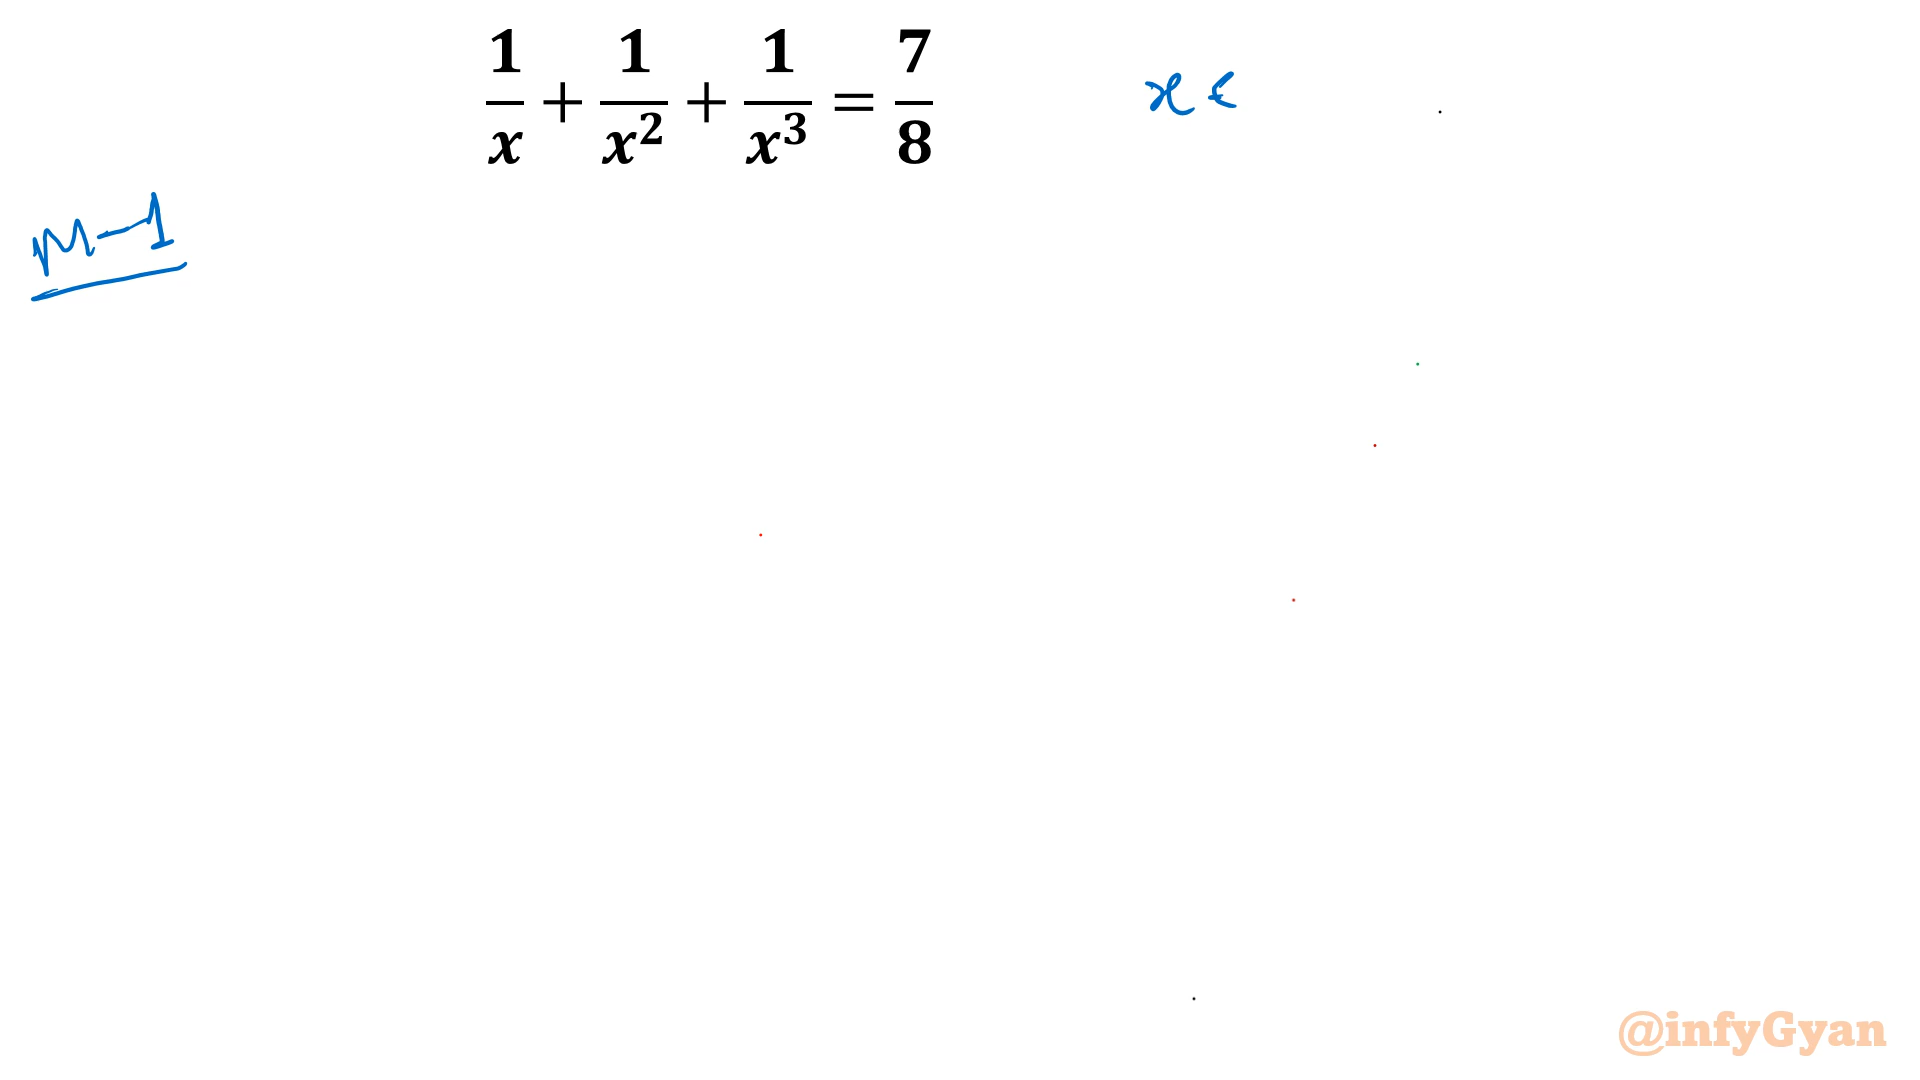 1/x + 1/x² + 1/x³ = 7/8
x ∈
M-1
@infyGyan